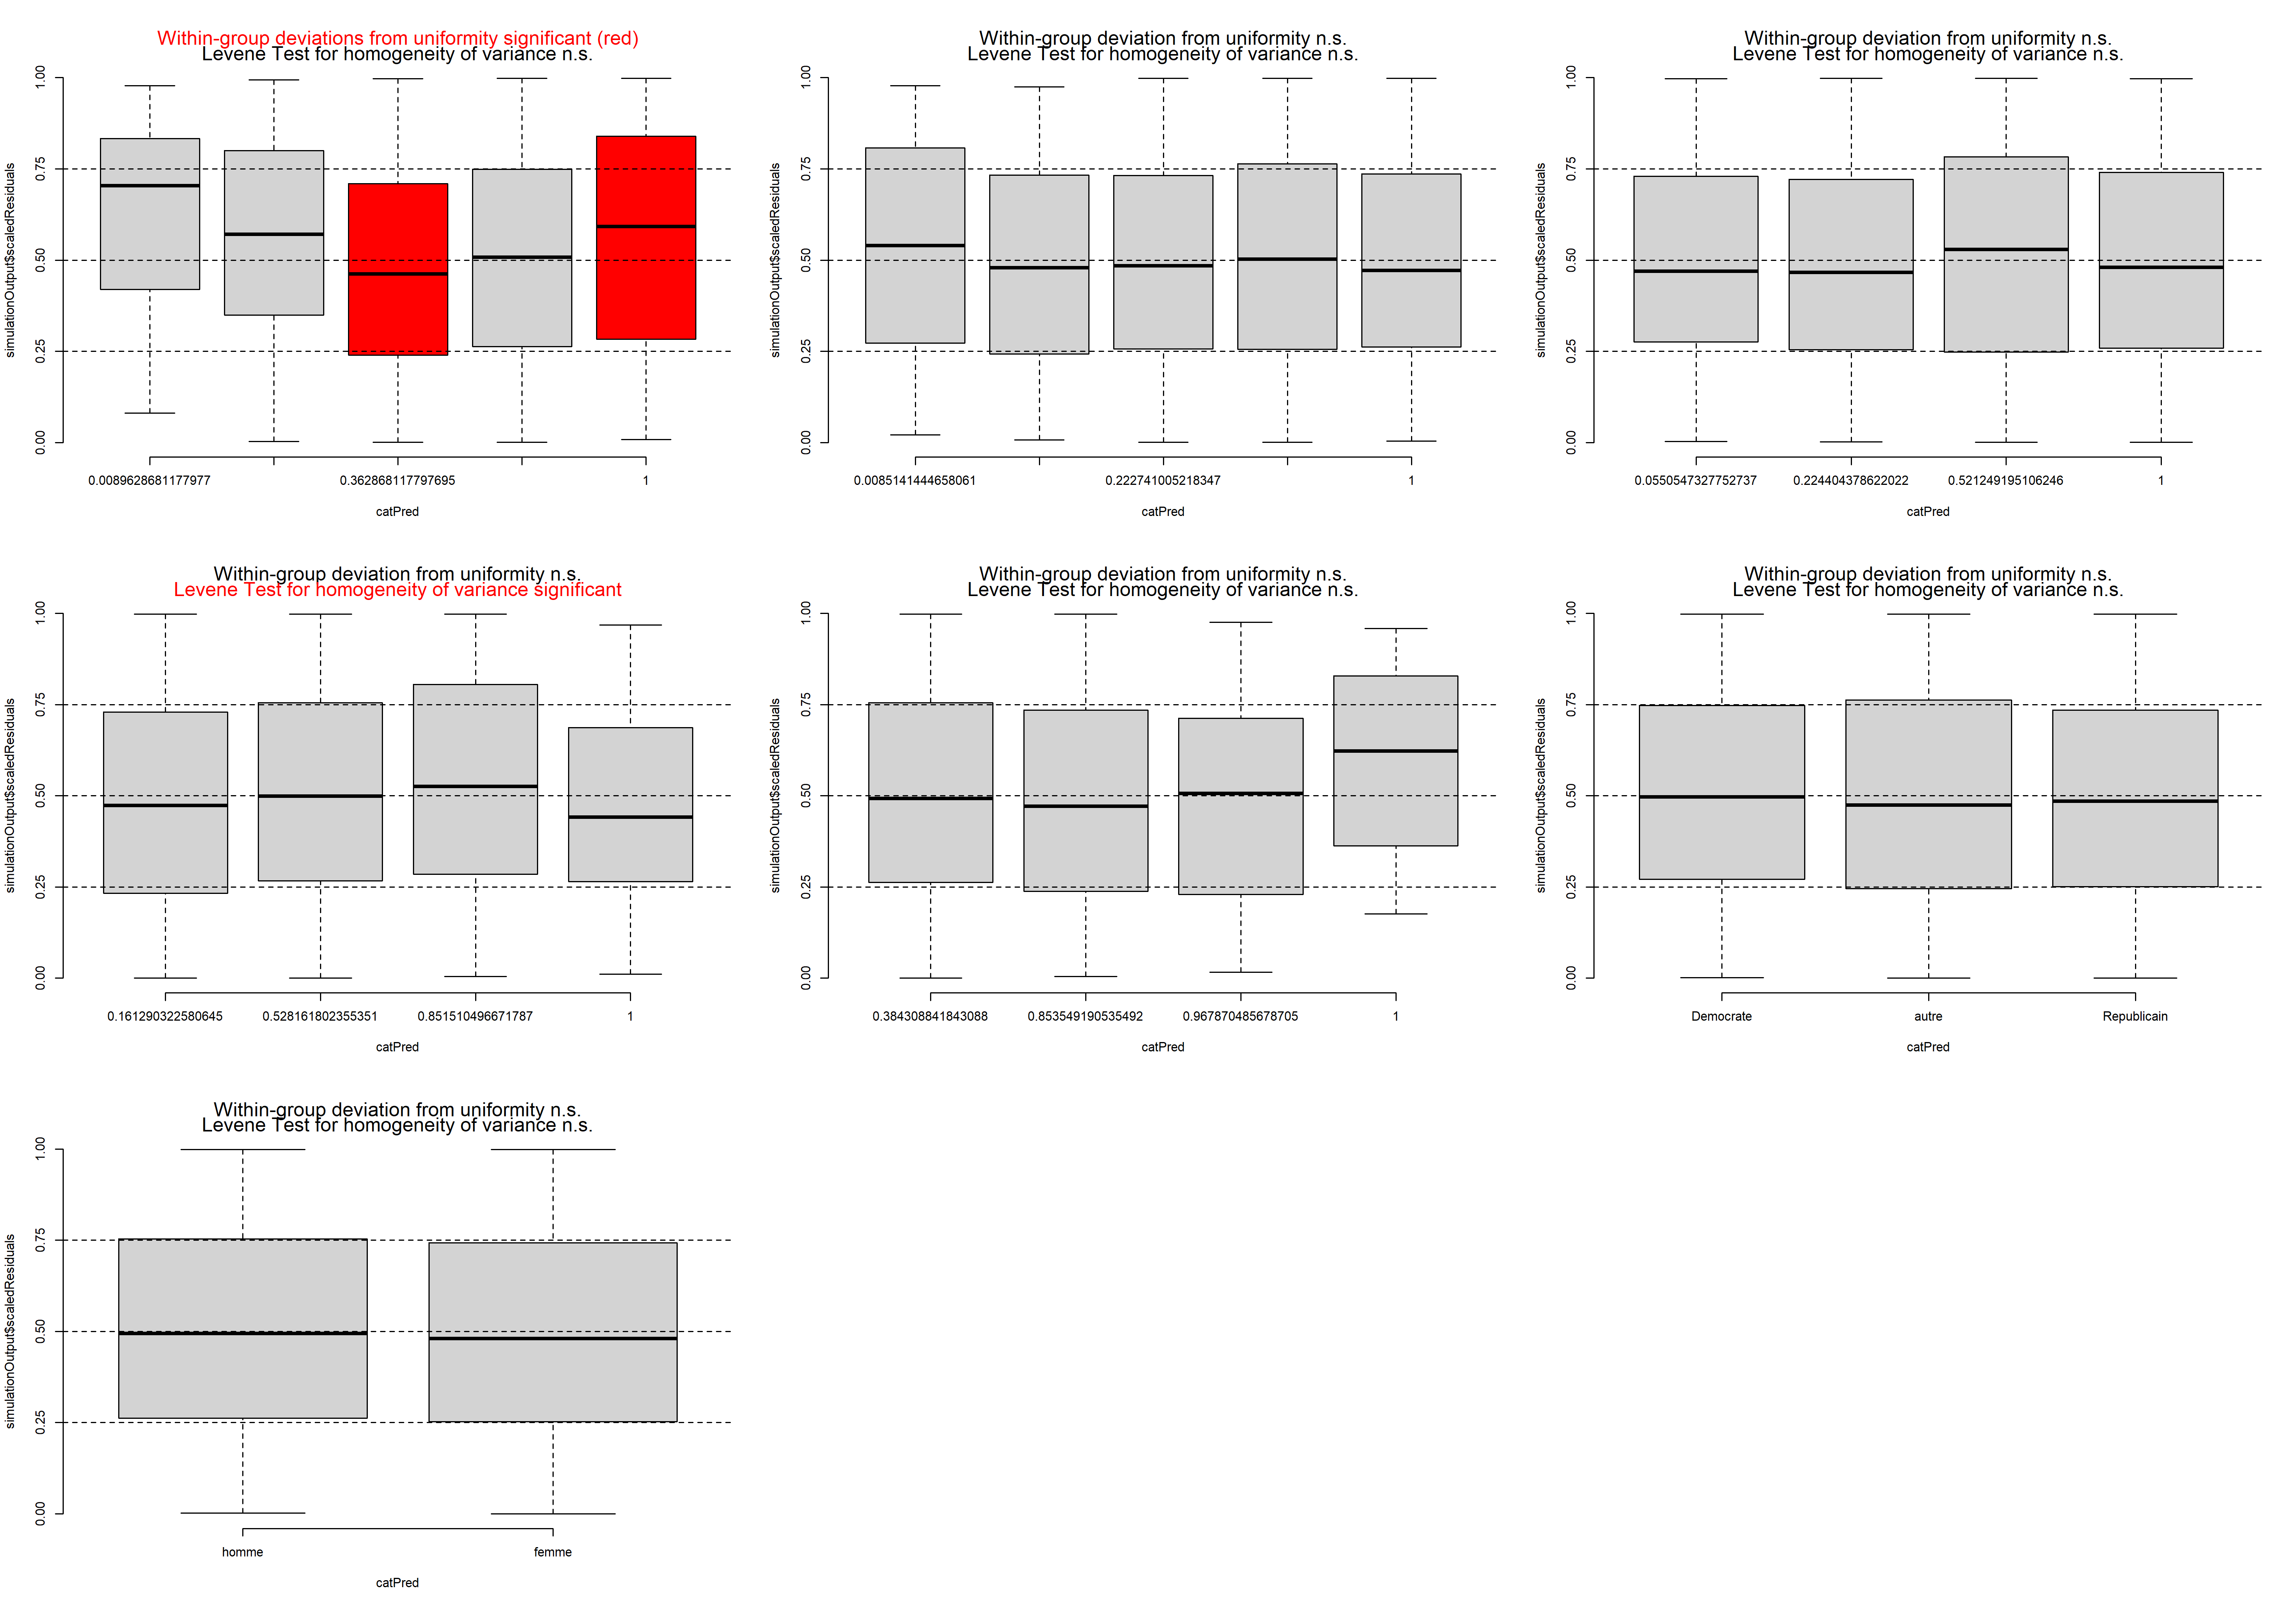 Within-group deviations from uniformity significant (red)
Levene Test for homogeneity of variance n.s.
simulationOutput$scaledResiduals
1.00
0.75
0.50
0.25
0.00
0.0089628681177977
0.362868117797695
1
catPred
Within-group deviation from uniformity n.s.
Levene Test for homogeneity of variance n.s.
simulationOutput$scaledResiduals
1.00
0.75
0.50
0.25
0.00
0.0085141444658061
0.222741005218347
1
catPred
Within-group deviation from uniformity n.s.
Levene Test for homogeneity of variance n.s.
simulationOutput$scaledResiduals
1.00
0.75
0.50
0.25
0.00
0.0550547327752737
0.224404378622022
0.521249195106246
1
catPred
Within-group deviation from uniformity n.s.
Levene Test for homogeneity of variance significant
simulationOutput$scaledResiduals
1.00
0.75
0.50
0.25
0.00
0.161290322580645
0.528161802355351
0.851510496671787
1
catPred
Within-group deviation from uniformity n.s.
Levene Test for homogeneity of variance n.s.
simulationOutput$scaledResiduals
1.00
0.75
0.50
0.25
0.00
0.384308841843088
0.853549190535492
0.967870485678705
1
catPred
Within-group deviation from uniformity n.s.
Levene Test for homogeneity of variance n.s.
simulationOutput$scaledResiduals
1.00
0.75
0.50
0.25
0.00
Democrate
autre
Republicain
catPred
Within-group deviation from uniformity n.s.
Levene Test for homogeneity of variance n.s.
simulationOutput$scaledResiduals
1.00
0.75
0.50
0.25
0.00
homme
femme
catPred